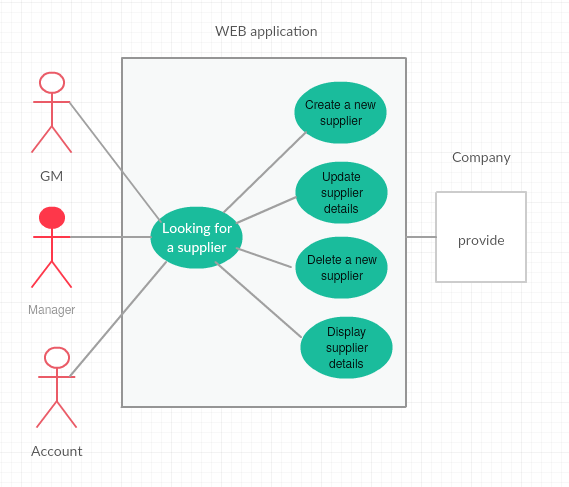 WEB application
GM
Manager
Account
Looking for
a supplier
Create a new
supplier
Update
supplier
details
Delete a new
supplier
Display
supplier
details
Company
provide